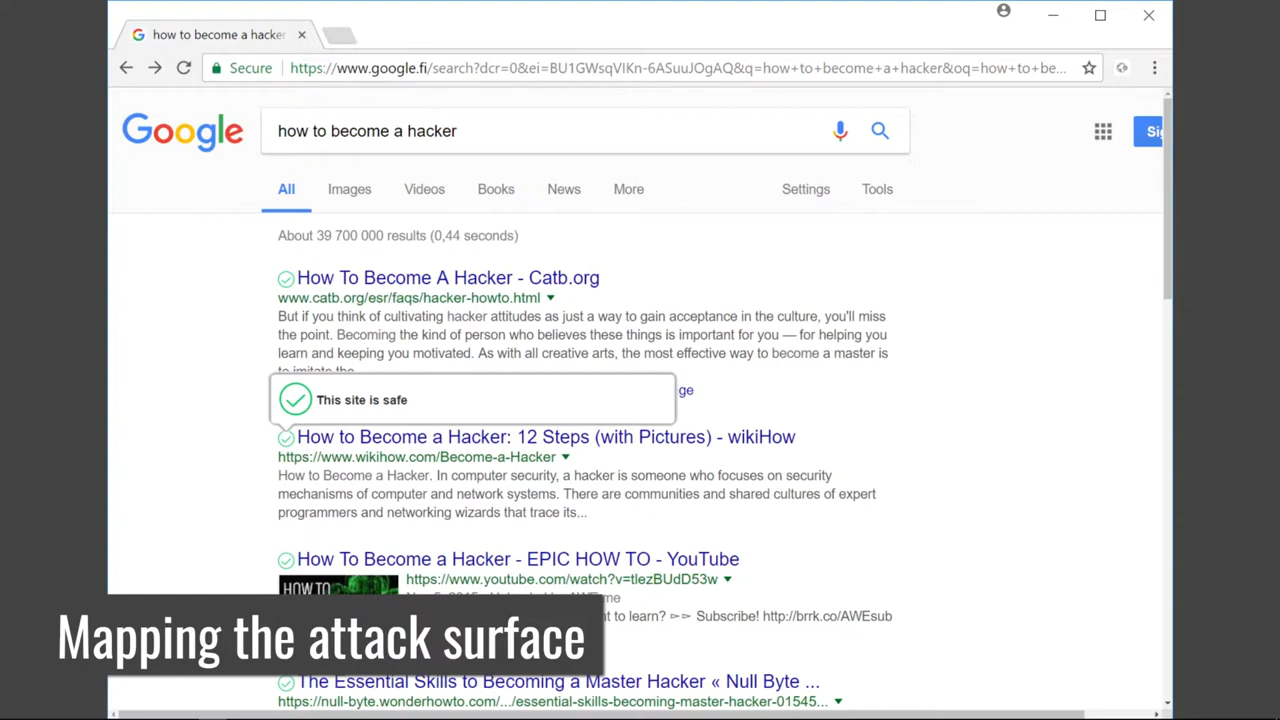 how to become a hacker
Secure https://www.google.fi/search?dcr=0&ei=BU1GWsqVIKn-6ASuuJOgAQ&q=how+to+become+a+hacker&oq=how+to+be...
Google how to become a hacker Sig
All Images Videos Books News More Settings Tools
About 39 700 000 results (0,44 seconds)
How To Become A Hacker - Catb.org
www.catb.org/esr/faqs/hacker-howto.html
But if you think of cultivating hacker attitudes as just a way to gain acceptance in the culture, you'll miss
the point. Becoming the kind of person who believes these things is important for you — for helping you
learn and keeping you motivated. As with all creative arts, the most effective way to become a master is
to imitate the
ge
This site is safe
How to Become a Hacker: 12 Steps (with Pictures) - wikiHow
https://www.wikihow.com/Become-a-Hacker
How to Become a Hacker. In computer security, a hacker is someone who focuses on security
mechanisms of computer and network systems. There are communities and shared cultures of expert
programmers and networking wizards that trace its...
How To Become a Hacker - EPIC HOW TO - YouTube
HOW TO
https://www.youtube.com/watch?v=tlezBUdD53w
me
t to learn? ▻▻ Subscribe! http://brrk.co/AWEsub
Mapping the attack surface
The Essential Skills to Becoming a Master Hacker « Null Byte ...
https://null-byte.wonderhowto.com/.../essential-skills-becoming-master-hacker-01545...